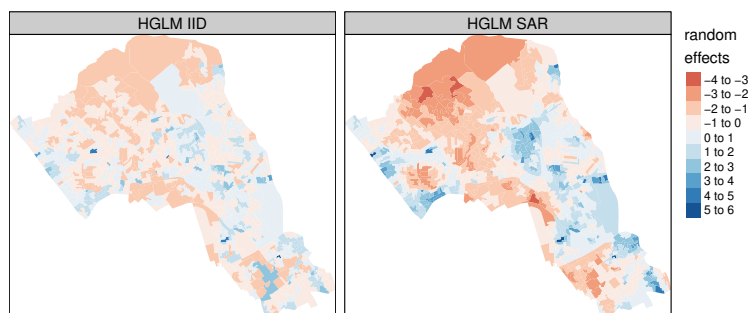 HGLM IID
HGLM SAR
random
effects
−4 to −3
−3 to −2
−2 to −1
−1 to 0
0 to 1
1 to 2
2 to 3
3 to 4
4 to 5
5 to 6